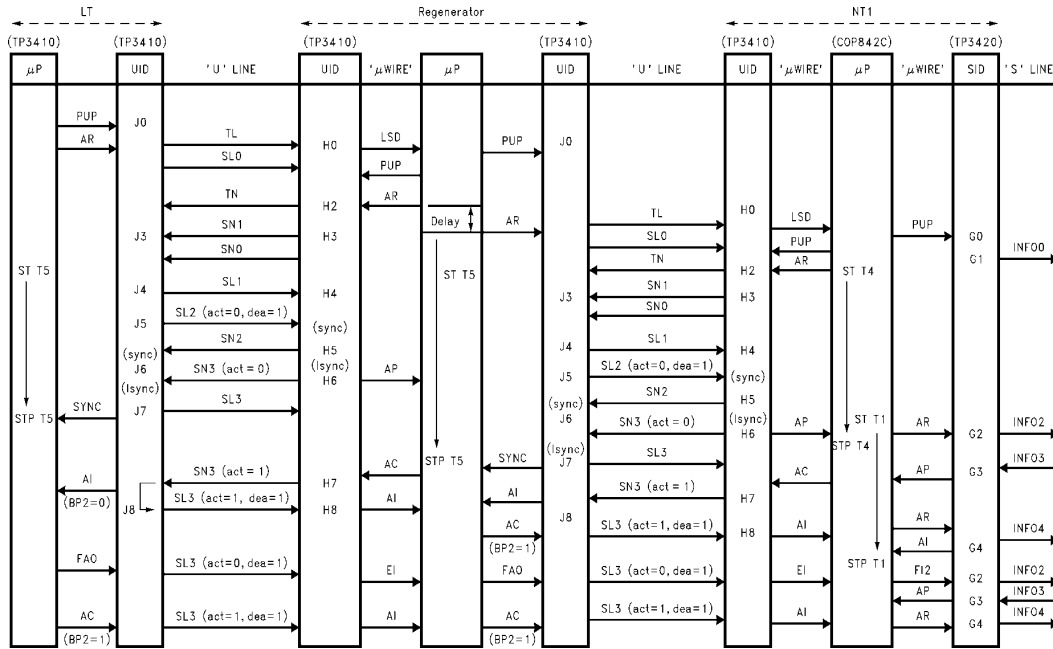 LT Regenerator NT1
(TP3410) (TP3410) (TP3410) (TP3410) (TP3410) (COP842C) (TP3420)
μP UID 'U' LINE UID 'μWIRE' μP UID 'U' LINE UID 'μWIRE' μP 'μWIRE' SID 'S' LINE
PUP J0
AR TL H0 LSD PUP J0
SL0 PUP
TN H2 AR H0
Delay AR TL LSD
J3 SN1 H3 SL0 PUP PUP G0
SN0 TN H2 AR G1 INFO0
ST T5 ST T5 ST T4
J4 SL1 H4 J3 SN1 H3
SN0
J5 SL2 (act=0, dea=1) (sync)
SN2 H5 J4 SL1 H4
(sync) (Isync)
J6 SN3 (act=0) H6 AP J5 SL2 (act=0, dea=1) (sync)
(Isync) SN2 H5
J7 SL3 (sync) (Isync)
STP T5 SYNC J6 SN3 (act = 0) H6 AP ST T1 AR G2 INFO2
STP T4
(Isync)
STP T5 SYNC J7 SL3 AC AP G3 INFO3
SN3 (act = 1) H7 AC
AI AI SN3 (act = 1) H7
(BP2=0)
J8 SL3 (act=1, dea=1) H8 AI J8
AC SL3 (act=1, dea=1) H8 AI AR INFO4
(BP2=1) AI G4
STP T1
FA0 SL3 (act=0, dea=1) EI FA0 SL3 (act=0, dea=1) EI FI2 G2 INFO2
AP G3 INFO3
AC SL3 (act=1, dea=1) AI AC SL3 (act=1, dea=1) AI AR G4 INFO4
(BP2=1) (BP2=1)